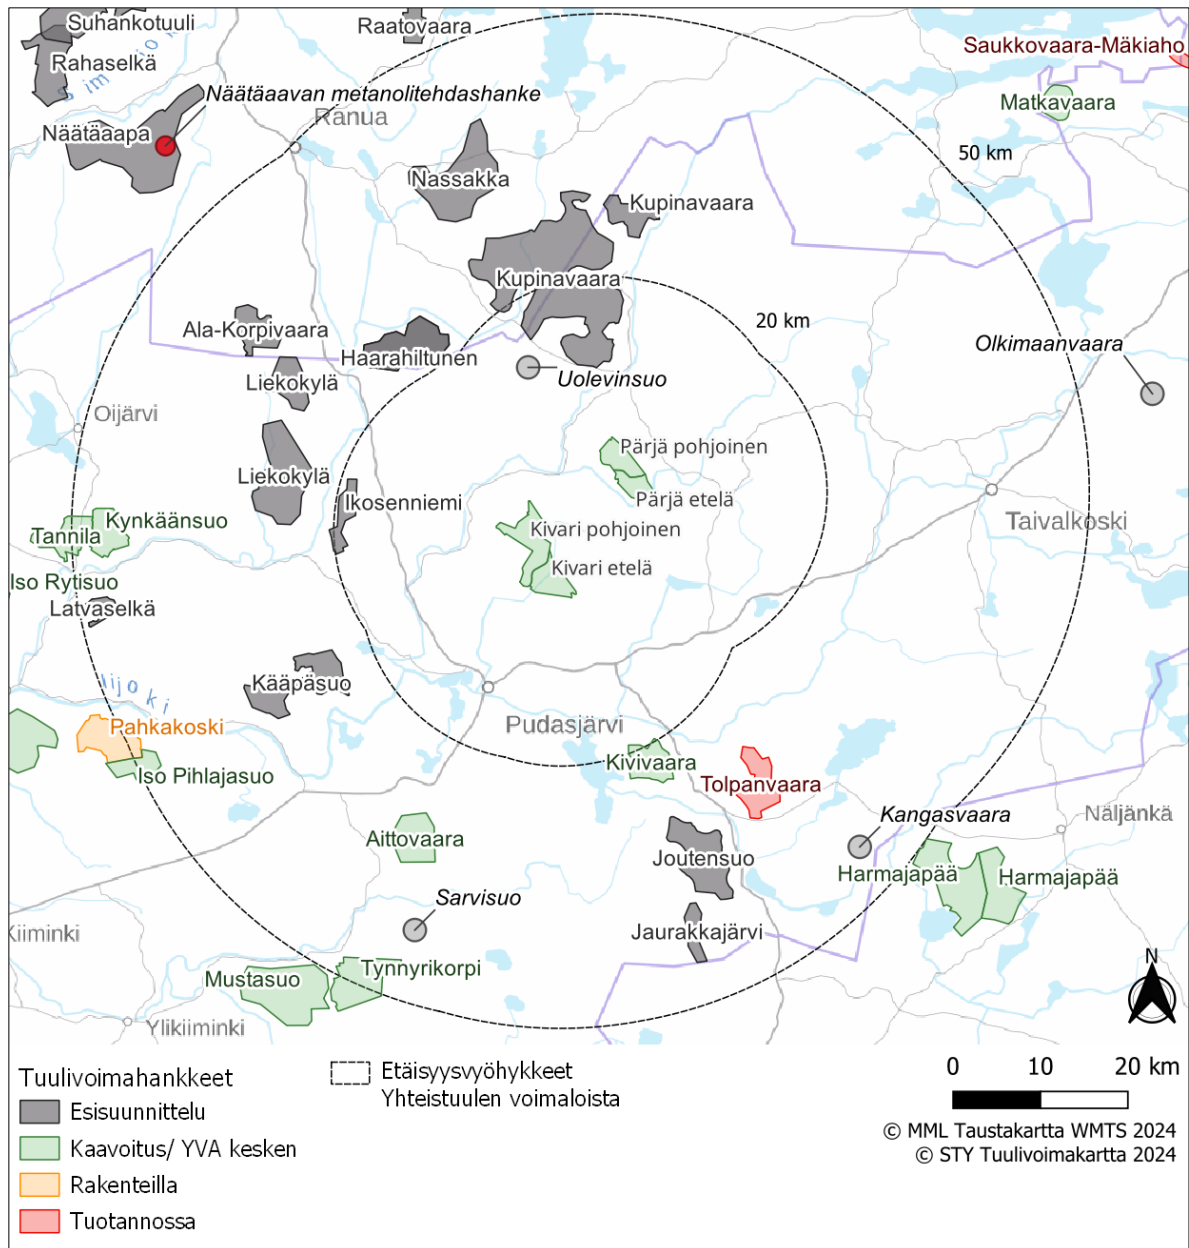 Suhankotuuli
Raatovaara
Rahaselkä
Saukkovaara-Mäkiaho
Näätäaavan metanolitehdashanke
Matkavaara
Ranua
Näätäaapa
50 km
Nassakka
Kupinavaara
Kupinavaara
20 km
Ala-Korpivaara
Haarahiltunen
Olkimaanvaara
Uolevinsuo
Liekokylä
Oijärvi
Pärjä pohjoinen
Liekokylä
Ikosenniemi
Pärjä etelä
Kynkäänsuo
Kivari pohjoinen
Taivalkoski
Tannila
Kivari etelä
Iso Rytisuo
Latvaselkä
Iijoki
Kääpäsuo
Pahkakoski
Pudasjärvi
Kivivaara
Iso Pihlajasuo
Tolpanvaara
Kangasvaara
Näljänkä
Aittovaara
Joutensuo
Harmajapää
Harmajapää
Sarvisuo
Kiiminki
Jaurakkajärvi
Tynnyrikorpi
Mustasuo
N
Ylikiiminki
Tuulivoimahankkeet
Esisuunnittelu
Kaavoitus/ YVA kesken
Rakenteilla
Tuotannossa
Etäisyysvyöhykkeet
Yhteistuulen voimaloista
0 10 20 km
© MML Taustakartta WMTS 2024
© STY Tuulivoimakartta 2024